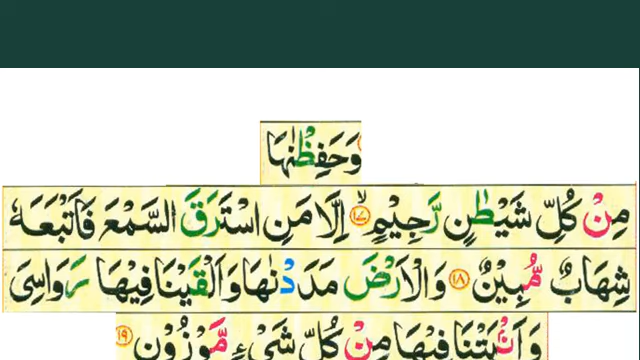 وَحَفِظْنٰهَا
مِنْ كُلِّ شَيْطٰنٍ رَّجِيْمٍ ۙ﴿۱۷﴾ اِلَّا مَنِ اسْتَرَقَ السَّمْعَ فَاَتْبَعَهٗ
شِهَابٌ مُّبِيْنٌ ﴿۱۸﴾ وَالْاَرْضَ مَدَدْنٰهَا وَاَلْقَيْنَا فِيْهَا رَوَاسِىَ
وَاَنْۢبَتْنَا فِيْهَا مِنْ كُلِّ شَىْءٍ مَّوْزُوْنٍ ﴿۱۹﴾